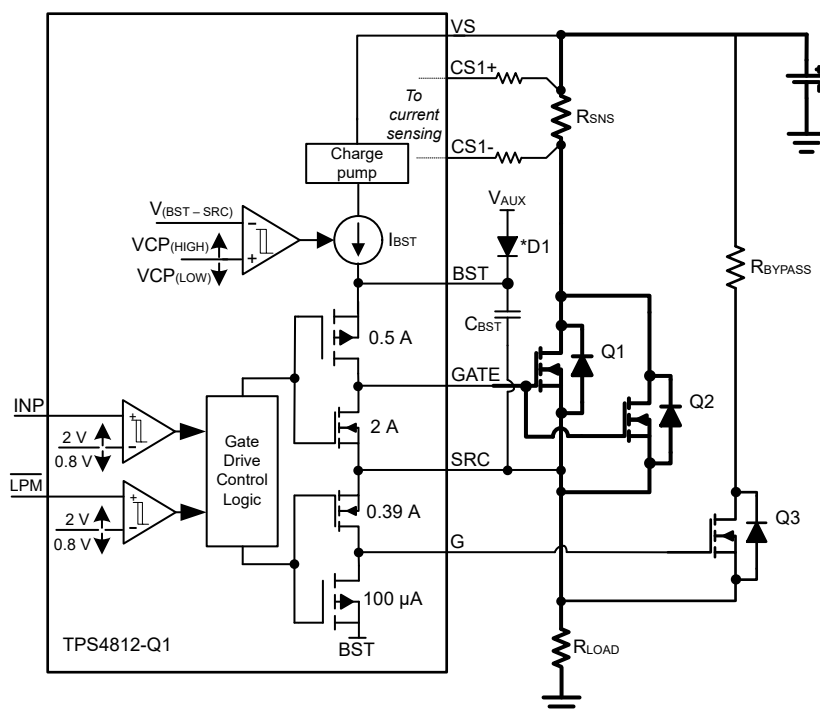 VS
CS1+
To
current
sensing
RSNS
CS1-
Charge
pump
VAUX
V(BST – SRC)
-
*D1
IBST
VCP(HIGH)
+
VCP(LOW)
BST
RBYPASS
CBST
0.5 A
Q1
GATE
Q2
INP
+
2 A
2 V
-
0.8 V
Gate
Drive
Control
Logic
SRC
LPM
+
0.39 A
Q3
2 V
-
0.8 V
G
100 µA
TPS4812-Q1
BST
RLOAD